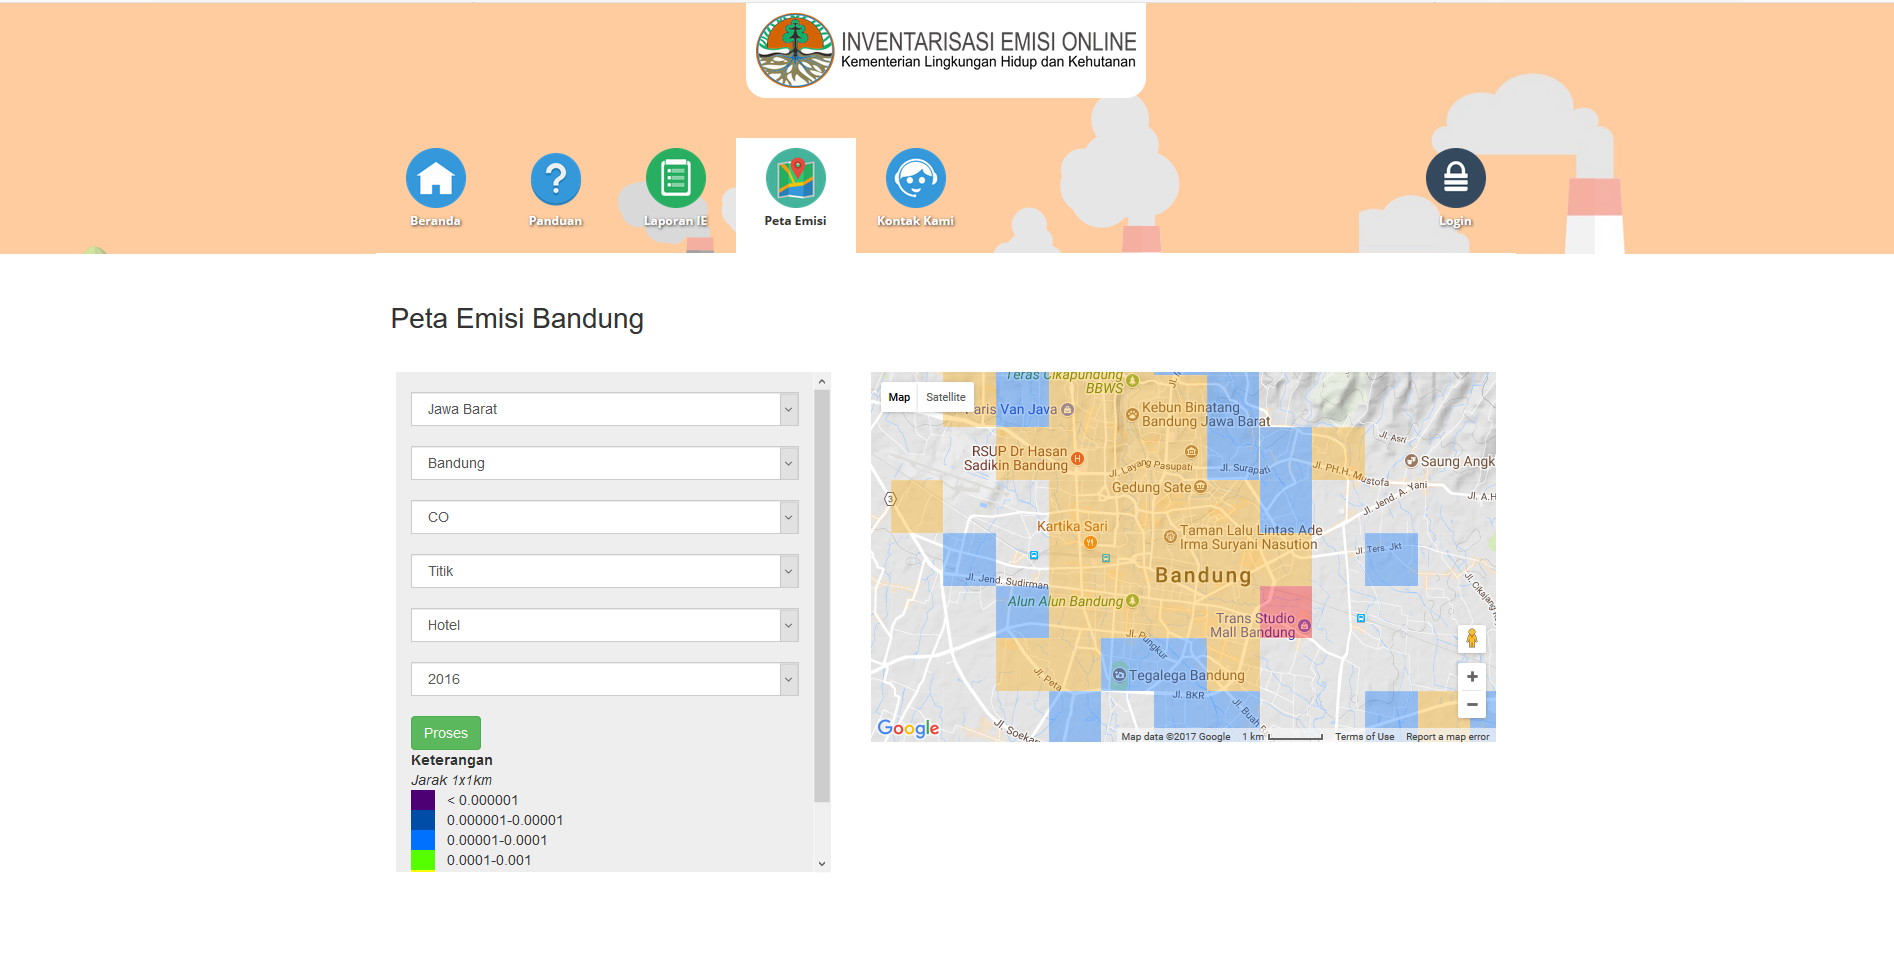 INVENTARISASI EMISI ONLINE
Kementerian Lingkungan Hidup dan Kehutanan
Beranda
Panduan
Laporan IE
Peta Emisi
Kontak Kami
Login
Peta Emisi Bandung
Jawa Barat
Bandung
CO
Titik
Hotel
2016
Proses
Keterangan
Jarak 1x1km
< 0.000001
0.000001-0.00001
0.00001-0.0001
0.0001-0.001
Map
Satellite
Teras Cikapundung
BBWS
Paris Van Java
Kebun Binatang
Bandung Jawa Barat
RSUP Dr Hasan
Sadikin Bandung
Jl. Layang Pasupati
Jl. Surapati
Jl. PH.H. Mustofa
Jl. Asri
Saung Angk
Gedung Sate
Jl. Jend. A. Yani
Jl. A.H
3
Kartika Sari
Taman Lalu Lintas Ade
Irma Suryani Nasution
Jl. Ters. Jkt
Bandung
Jl. Jend. Sudirman
Jl. Cikajang
Alun Alun Bandung
Trans Studio
Mall Bandung
Jl. Pungkur
Jl. Peta
Tegalega Bandung
Jl. BKR
Jl. Buah
Jl. Soekar
Google
Map data ©2017 Google
1 km
Terms of Use
Report a map error